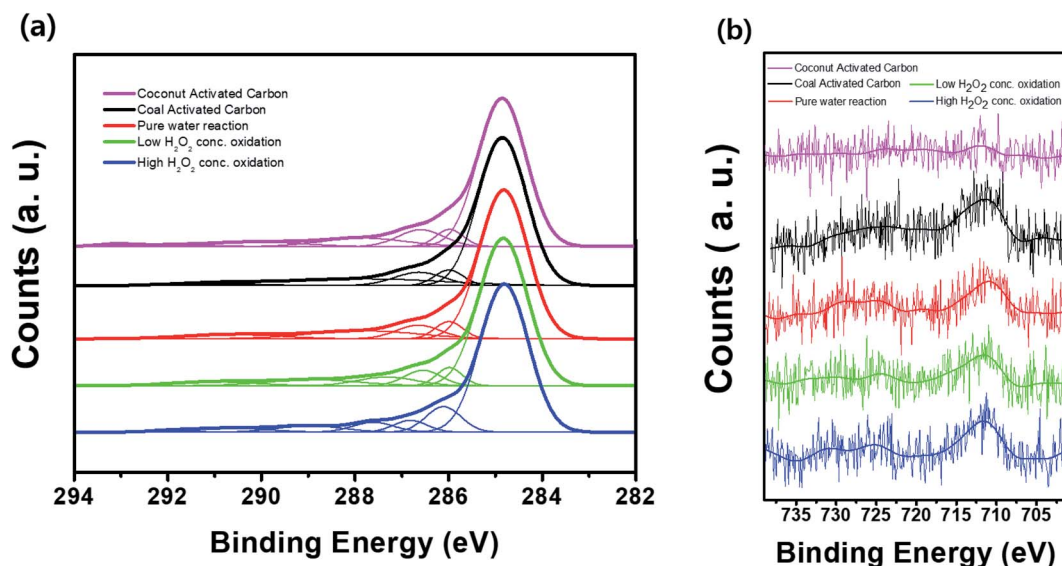 (a)
Counts (a. u.)
Coconut Activated Carbon
Coal Activated Carbon
Pure water reaction
Low H₂O₂ conc. oxidation
High H₂O₂ conc. oxidation
294 292 290 288 286 284 282
Binding Energy (eV)
(b)
Counts ( a. u.)
Coconut Activated Carbon
Coal Activated Carbon
Low H₂O₂ conc. oxidation
Pure water reaction
High H₂O₂ conc. oxidation
735 730 725 720 715 710 705
Binding Energy (eV)